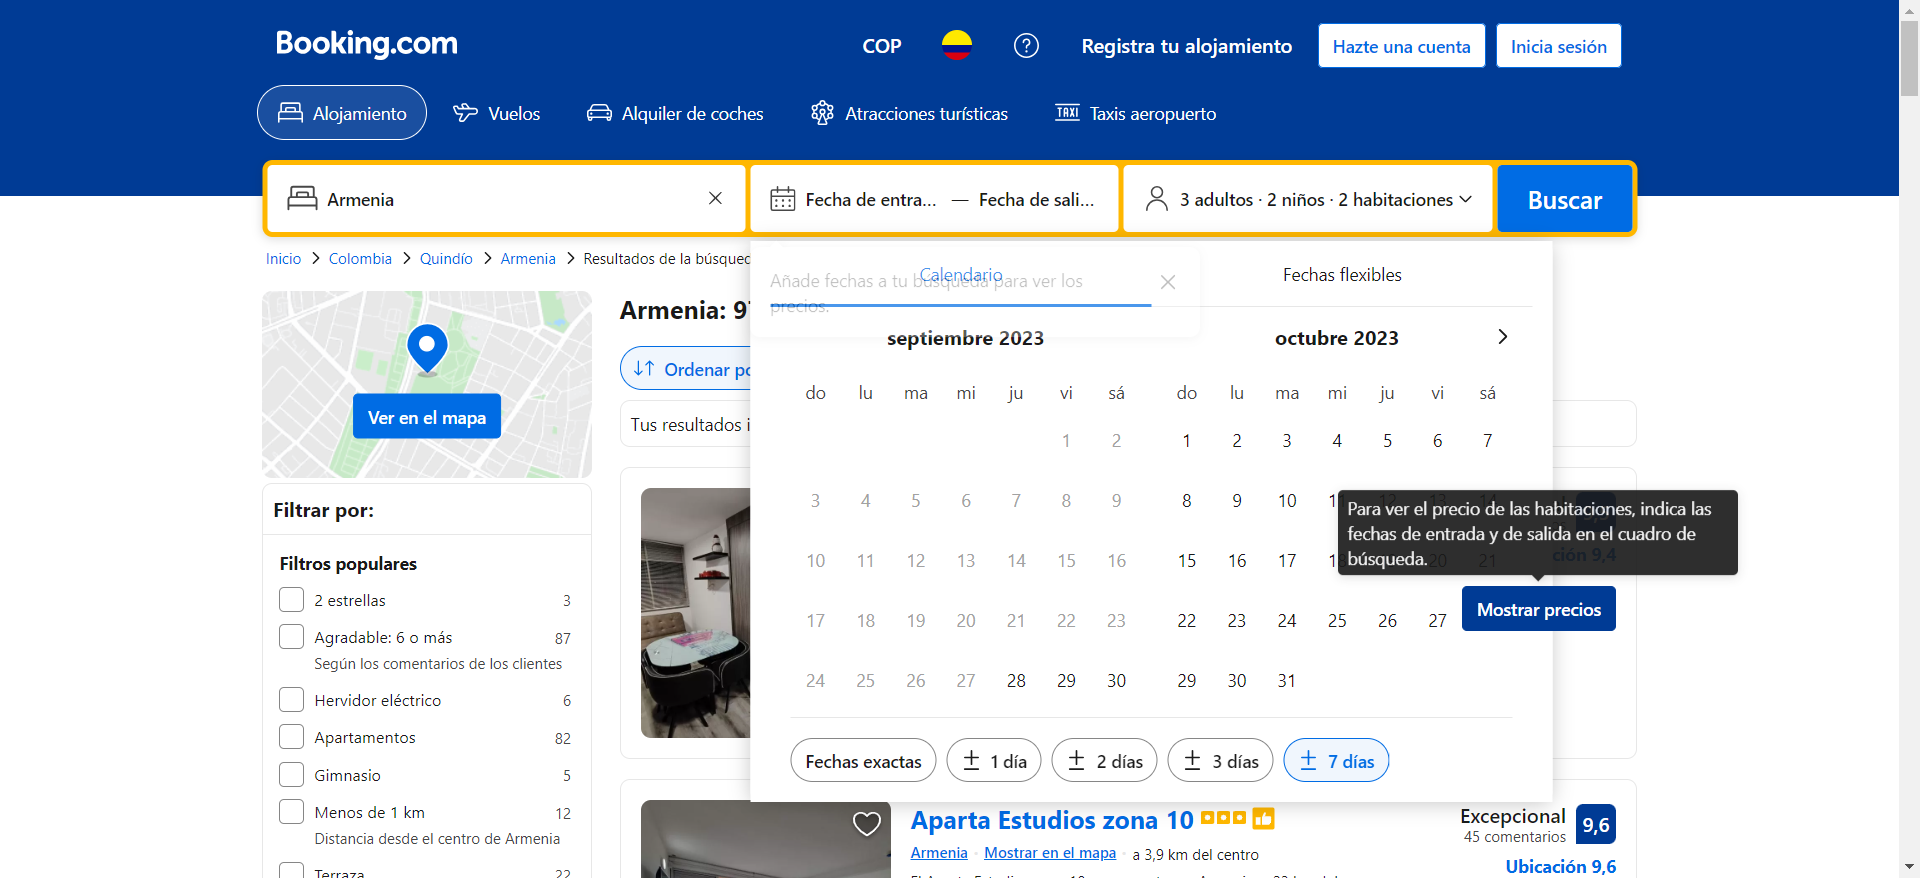 Booking.com
COP
Registra tu alojamiento
Hazte una cuenta
Inicia sesión
Alojamiento
Vuelos
Alquiler de coches
Atracciones turísticas
TAXI Taxis aeropuerto
Armenia
Fecha de entra... — Fecha de sali...
3 adultos · 2 niños · 2 habitaciones
Buscar
Inicio > Colombia > Quindío > Armenia > Resultados de la búsqued
Ver en el mapa
Filtrar por:
Filtros populares
2 estrellas 3
Agradable: 6 o más 87
Según los comentarios de los clientes
Hervidor eléctrico 6
Apartamentos 82
Gimnasio 5
Menos de 1 km 12
Distancia desde el centro de Armenia
Terraza 22
Armenia: 97
Ordenar po
Tus resultados i
Calendario
Fechas flexibles
Añade fechas a tu búsqueda para ver los
precios.
septiembre 2023
do lu ma mi ju vi sá
1 2
3 4 5 6 7 8 9
10 11 12 13 14 15 16
17 18 19 20 21 22 23
24 25 26 27 28 29 30
octubre 2023
do lu ma mi ju vi sá
1 2 3 4 5 6 7
8 9 10 11 12 13 14
15 16 17 18 20 21
22 23 24 25 26 27
29 30 31
Para ver el precio de las habitaciones, indica las
fechas de entrada y de salida en el cuadro de
búsqueda.
ción 9,4
Mostrar precios
Fechas exactas
± 1 día
± 2 días
± 3 días
± 7 días
Aparta Estudios zona 10
Armenia · Mostrar en el mapa · a 3,9 km del centro
Excepcional
45 comentarios
9,6
Ubicación 9,6